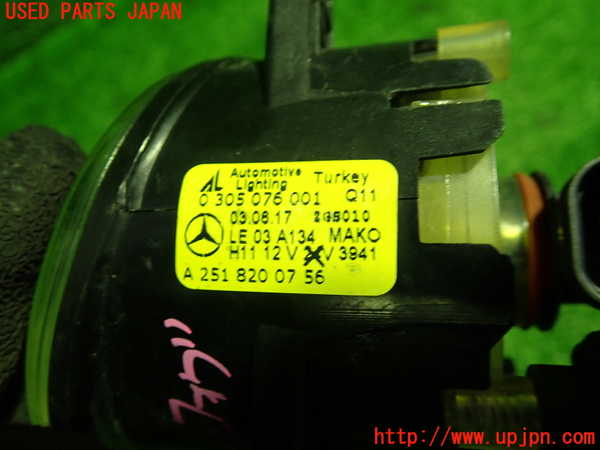 USED PARTS JAPAN
AL Automotive Lighting Turkey
0 305 076 001 Q11
03.08.17 2G5010
LE 03 A134 MAKO
H11 12 V V 3941
A 251 820 07 56
http://www.upjpn.com